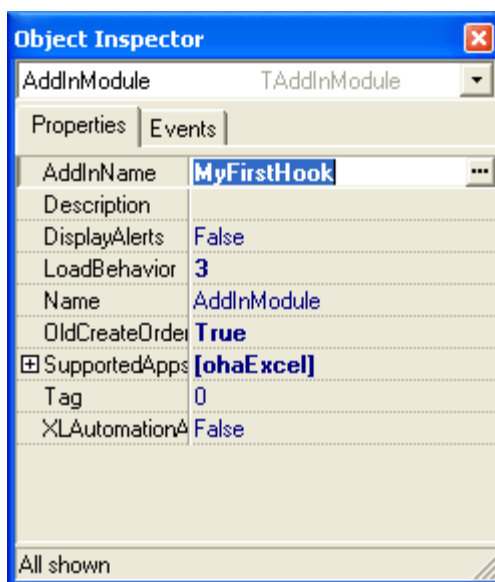 Object Inspector
AddInModule TAddInModule
Properties Events
AddInName MyFirstHook ...
Description
DisplayAlerts False
LoadBehavior 3
Name AddInModule
OldCreateOrder True
SupportedApps [ohaExcel]
Tag 0
XLAutomationA False
All shown